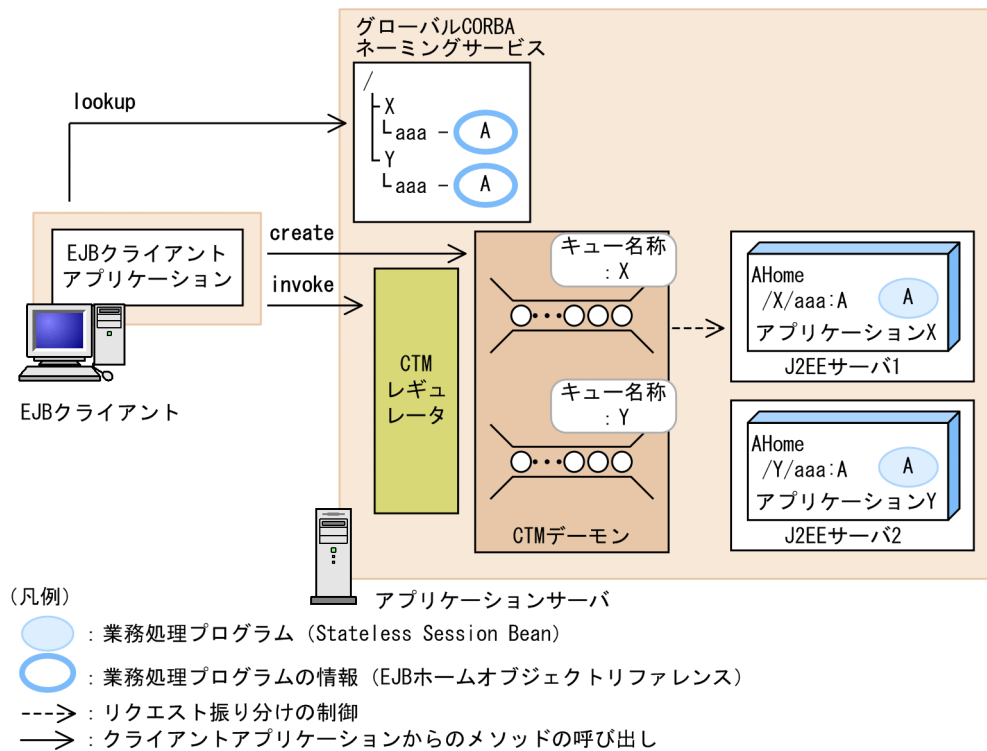 グローバルCORBA
ネーミングサービス
/
X
aaa - A
Y
aaa - A
lookup
create
invoke
EJBクライアント
アプリケーション
EJBクライアント
CTM
レギュ
レータ
キュー名称
:X
キュー名称
:Y
CTMデーモン
AHome
/X/aaa:A
A
アプリケーションX
J2EEサーバ1
AHome
/Y/aaa:A
A
アプリケーションY
J2EEサーバ2
アプリケーションサーバ
(凡例)
:業務処理プログラム(Stateless Session Bean)
:業務処理プログラムの情報(EJBホームオブジェクトリファレンス)
:リクエスト振り分けの制御
:クライアントアプリケーションからのメソッドの呼び出し